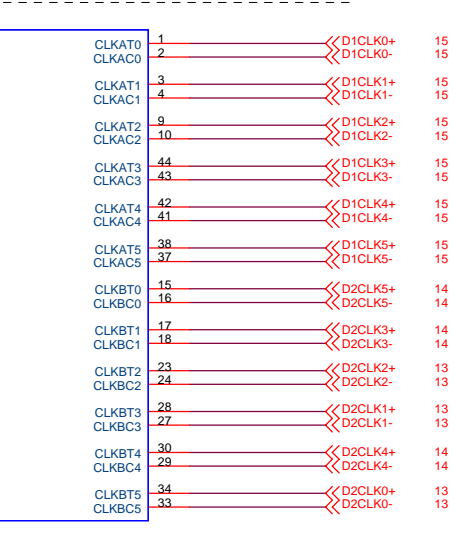 CLKAT0 1 D1CLK0+ 15
CLKAC0 2 D1CLK0- 15
CLKAT1 3 D1CLK1+ 15
CLKAC1 4 D1CLK1- 15
CLKAT2 9 D1CLK2+ 15
CLKAC2 10 D1CLK2- 15
CLKAT3 44 D1CLK3+ 15
CLKAC3 43 D1CLK3- 15
CLKAT4 42 D1CLK4+ 15
CLKAC4 41 D1CLK4- 15
CLKAT5 38 D1CLK5+ 15
CLKAC5 37 D1CLK5- 15
CLKBT0 15 D2CLK5+ 14
CLKBC0 16 D2CLK5- 14
CLKBT1 17 D2CLK3+ 14
CLKBC1 18 D2CLK3- 14
CLKBT2 23 D2CLK2+ 13
CLKBC2 24 D2CLK2- 13
CLKBT3 28 D2CLK1+ 13
CLKBC3 27 D2CLK1- 13
CLKBT4 30 D2CLK4+ 14
CLKBC4 29 D2CLK4- 14
CLKBT5 34 D2CLK0+ 13
CLKBC5 33 D2CLK0- 13